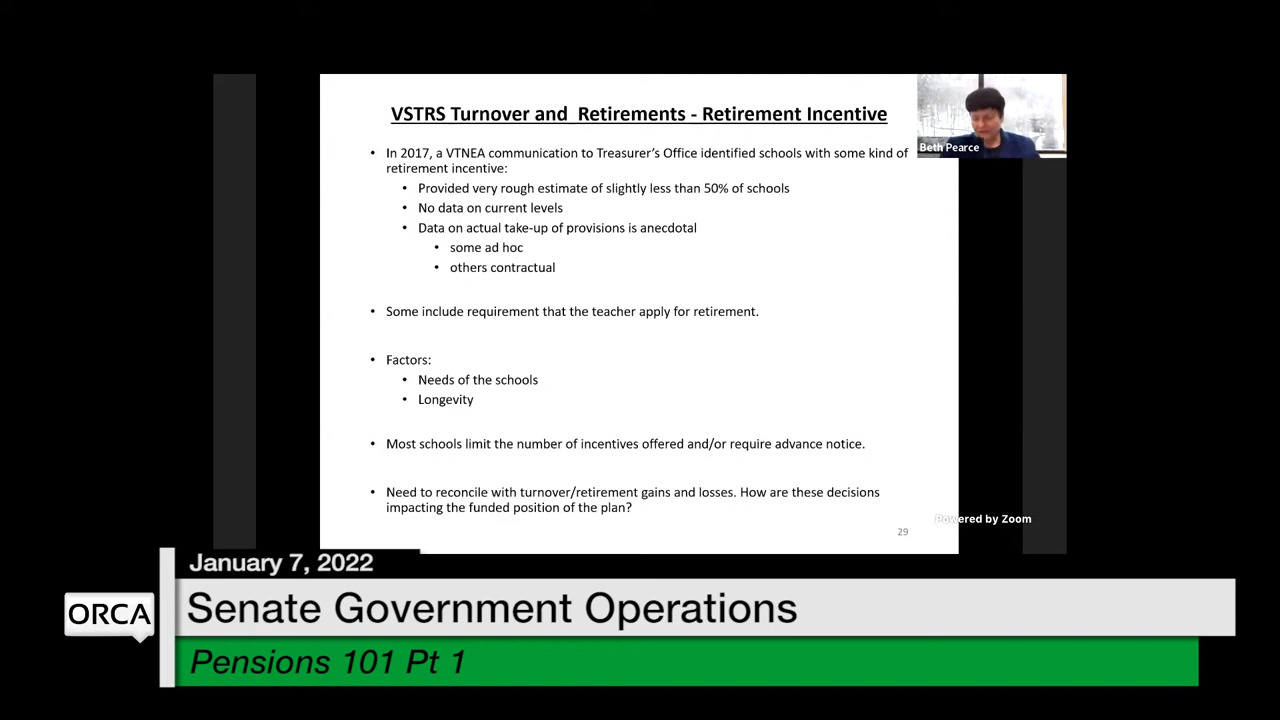 VSTRS Turnover and Retirements - Retirement Incentive
• In 2017, a VTNEA communication to Treasurer's Office identified schools with some kind of
retirement incentive:
• Provided very rough estimate of slightly less than 50% of schools
• No data on current levels
• Data on actual take-up of provisions is anecdotal
• some ad hoc
• others contractual
• Some include requirement that the teacher apply for retirement.
• Factors:
• Needs of the schools
• Longevity
• Most schools limit the number of incentives offered and/or require advance notice.
• Need to reconcile with turnover/retirement gains and losses. How are these decisions
impacting the funded position of the plan?
29
Beth Pearce
Powered by Zoom
January 7, 2022
ORCA
Senate Government Operations
Pensions 101 Pt 1